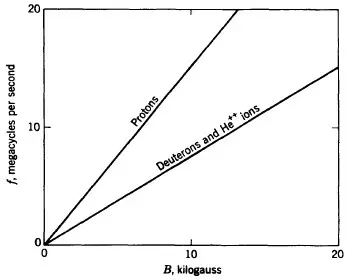 20
f, megacycles per second
Protons
10
Deuterons and He⁺⁺ ions
0
0
10
20
B, kilogauss